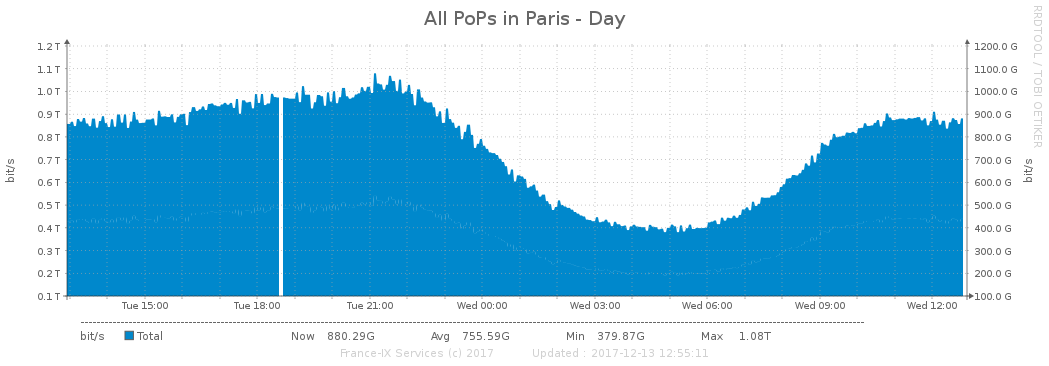 All PoPs in Paris - Day
RRDTOOL / TOBI OETIKER
bit/s
1.2 T
1.1 T
1.0 T
0.9 T
0.8 T
0.7 T
0.6 T
0.5 T
0.4 T
0.3 T
0.2 T
0.1 T
1200.0 G
1100.0 G
1000.0 G
900.0 G
800.0 G
700.0 G
600.0 G
500.0 G
400.0 G
300.0 G
200.0 G
100.0 G
bit/s
Tue 15:00 Tue 18:00 Tue 21:00 Wed 00:00 Wed 03:00 Wed 06:00 Wed 09:00 Wed 12:00
bit/s Total Now 880.29G Avg 755.59G Min 379.87G Max 1.08T
France-IX Services (c) 2017 Updated : 2017-12-13 12:55:11